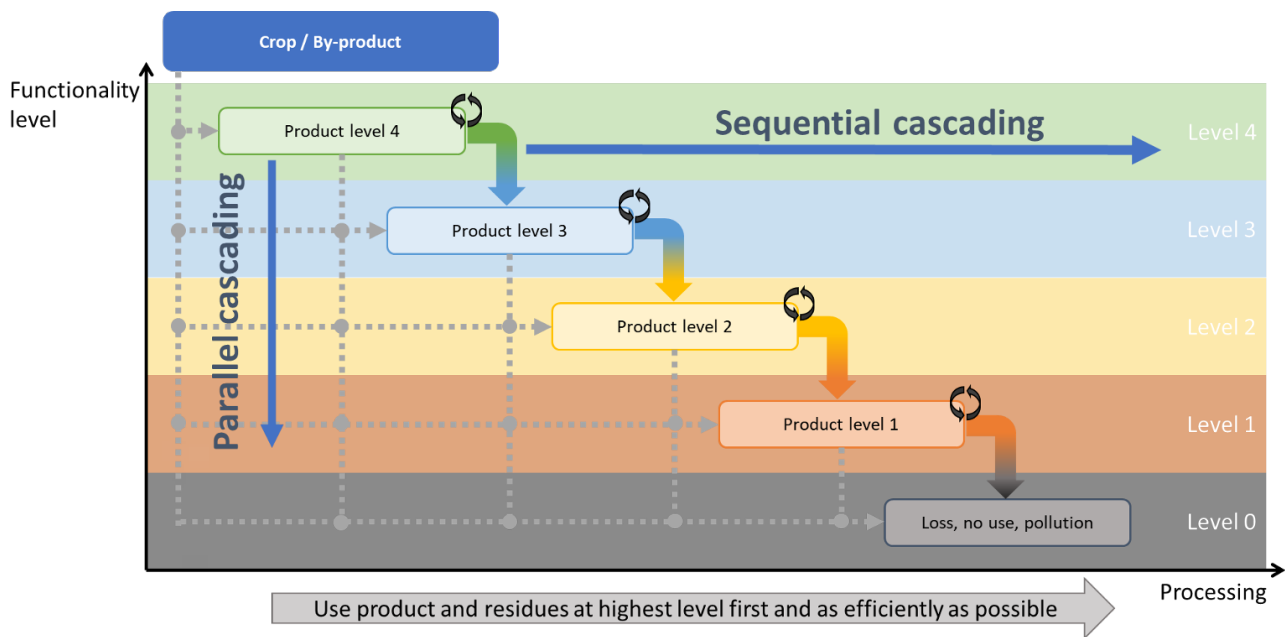 Crop / By-product
Functionality
level
Product level 4
Sequential cascading
Level 4
Parallel cascading
Product level 3
Level 3
Product level 2
Level 2
Product level 1
Level 1
Loss, no use, pollution
Level 0
Processing
Use product and residues at highest level first and as efficiently as possible